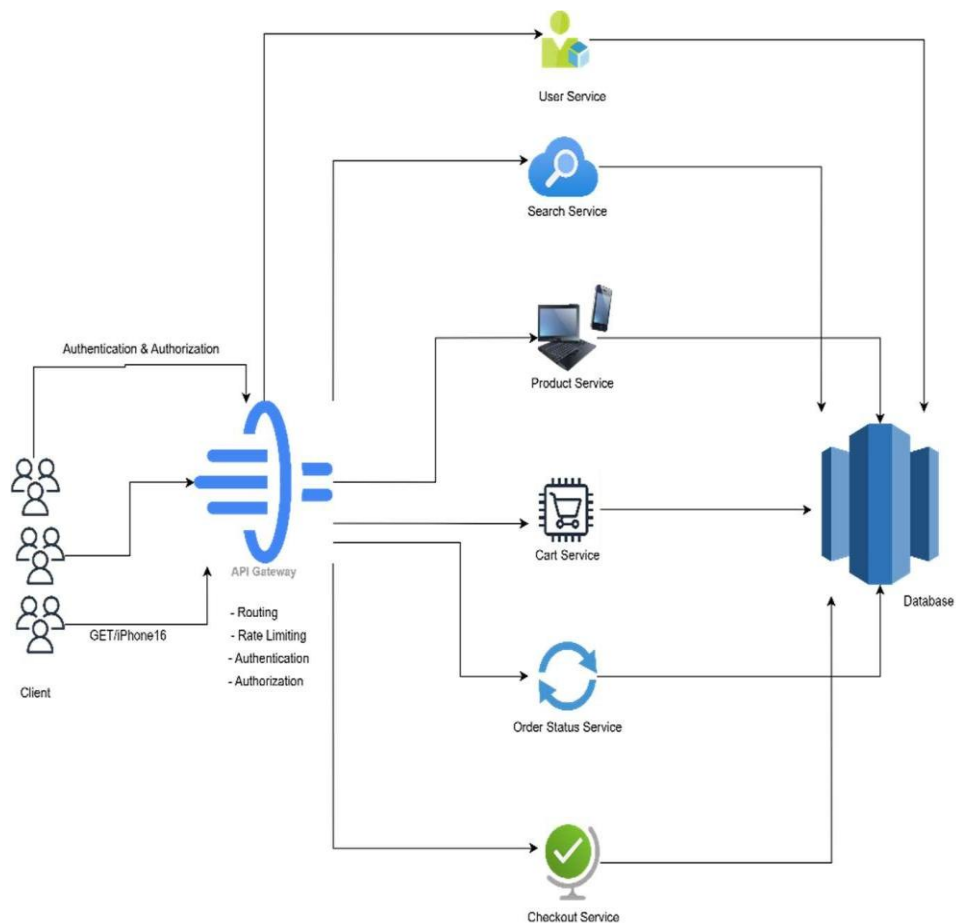 User Service
Search Service
Product Service
Authentication & Authorization
Cart Service
API Gateway
- Routing
- Rate Limiting
- Authentication
- Authorization
GET/iPhone16
Client
Database
Order Status Service
Checkout Service